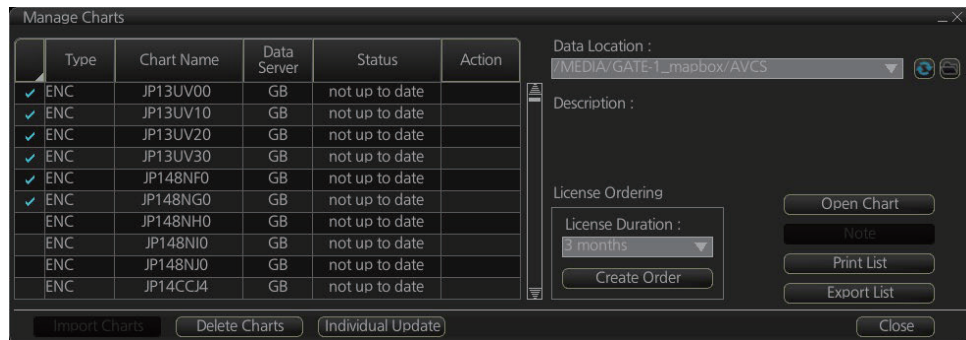 Manage Charts
Type Chart Name Data Server Status Action
ENC JP13UV00 GB not up to date
ENC JP13UV10 GB not up to date
ENC JP13UV20 GB not up to date
ENC JP13UV30 GB not up to date
ENC JP148NF0 GB not up to date
ENC JP148NG0 GB not up to date
ENC JP148NH0 GB not up to date
ENC JP148NI0 GB not up to date
ENC JP148NJ0 GB not up to date
ENC JP14CCJ4 GB not up to date
Data Location :
/MEDIA/GATE-1_mapbox/AVCS
Description :
License Ordering
License Duration :
3 months
Create Order
Open Chart
Note
Print List
Export List
Import Charts Delete Charts Individual Update Close